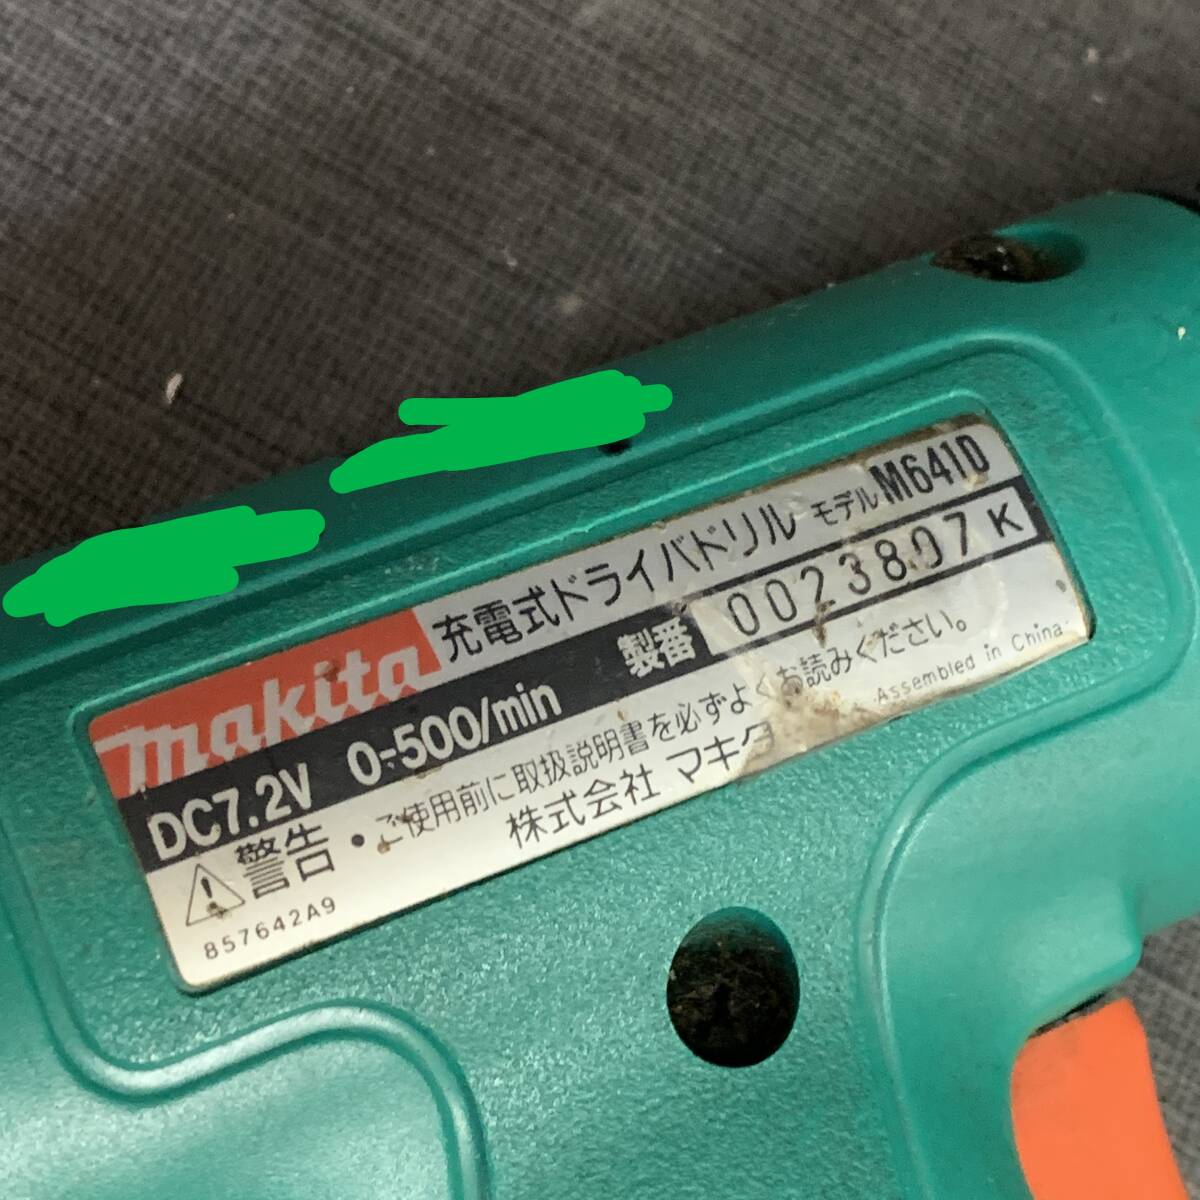 makita 充電式ドライバドリル モデル M6410
DC7.2V 0-500/min 製番 0023807 K
警告・ご使用前に取扱説明書を必ずよくお読みください。
857642A9 株式会社 マキタ Assembled in China